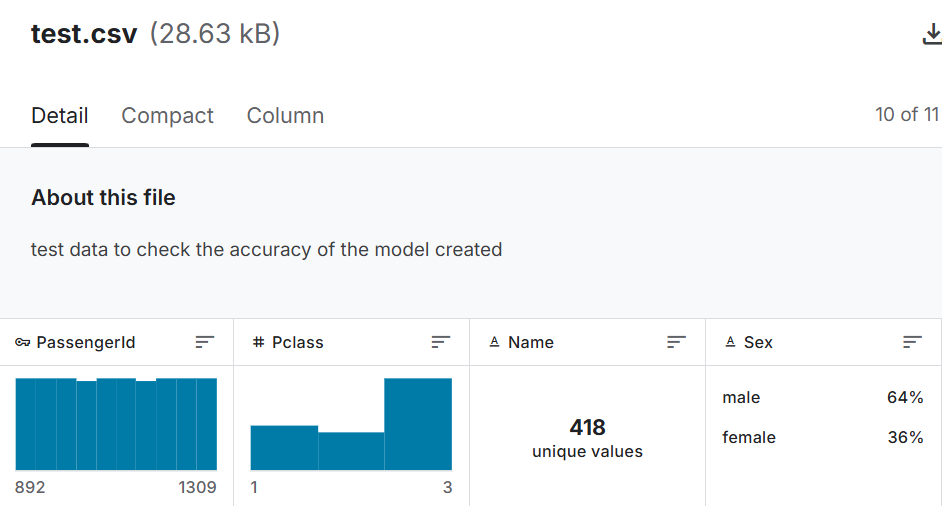 test.csv (28.63 kB)
Detail Compact Column 10 of 11
About this file
test data to check the accuracy of the model created
PassengerId # Pclass A Name A Sex
male 64%
418
female 36%
unique values
892 1309 1 3